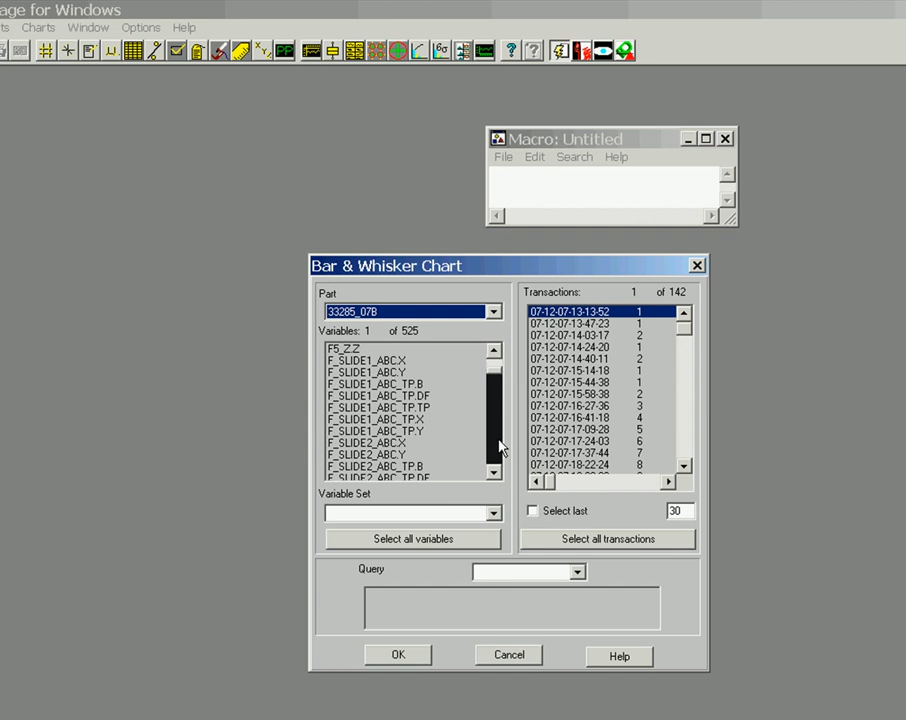 age for Windows
ts Charts Window Options Help
Macro: Untitled
File Edit Search Help
Bar & Whisker Chart
Part
33285_07B
Variables: 1 of 525
F5_Z.Z
F_SLIDE1_ABC.X
F_SLIDE1_ABC.Y
F_SLIDE1_ABC_TP.B
F_SLIDE1_ABC_TP.DF
F_SLIDE1_ABC_TP.TP
F_SLIDE1_ABC_TP.X
F_SLIDE1_ABC_TP.Y
F_SLIDE2_ABC.X
F_SLIDE2_ABC.Y
F_SLIDE2_ABC_TP.B
F_SLIDE2_ABC_TP.DF
Variable Set
Select all variables
Transactions: 1 of 142
07-12-07-13-13-52 1
07-12-07-13-47-23 1
07-12-07-14-03-17 2
07-12-07-14-24-20 1
07-12-07-14-40-11 2
07-12-07-15-14-18 1
07-12-07-15-44-38 1
07-12-07-15-58-38 2
07-12-07-16-27-36 3
07-12-07-16-41-18 4
07-12-07-17-09-28 5
07-12-07-17-24-03 6
07-12-07-17-37-44 7
07-12-07-18-22-24 8
Select last 30
Select all transactions
Query
OK Cancel Help